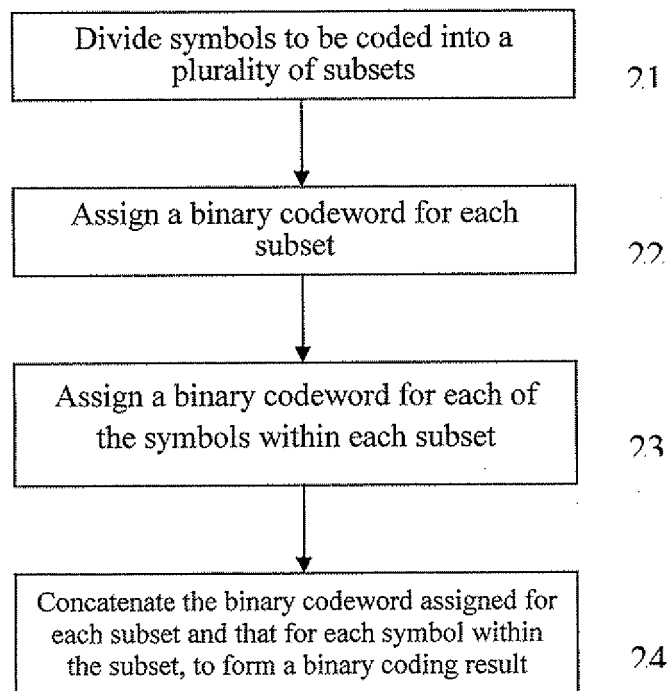 Divide symbols to be coded into a
plurality of subsets
21
Assign a binary codeword for each
subset
22
Assign a binary codeword for each of
the symbols within each subset
23
Concatenate the binary codeword assigned for
each subset and that for each symbol within
the subset, to form a binary coding result
24